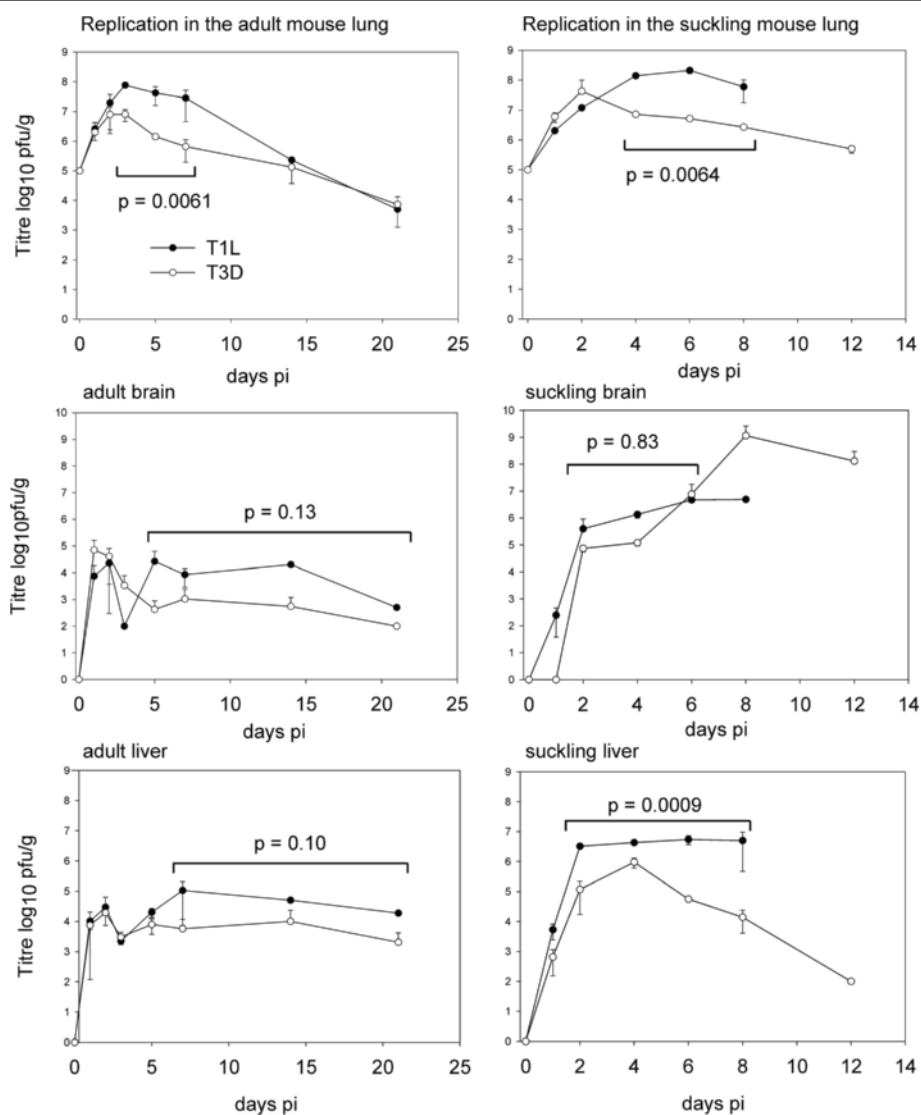 Replication in the adult mouse lung
Titre log10 pfu/g
9
8
7
6
5
4
3
2
1
0
p = 0.0061
T1L
T3D
0 5 10 15 20 25
days pi
Replication in the suckling mouse lung
9
8
7
6
5
4
3
2
1
0
p = 0.0064
0 2 4 6 8 10 12 14
days pi
adult brain
Titre log10pfu/g
10
9
8
7
6
5
4
3
2
1
0
p = 0.13
0 5 10 15 20 25
days pi
suckling brain
10
9
8
7
6
5
4
3
2
1
0
p = 0.83
0 2 4 6 8 10 12 14
days pi
adult liver
Titre log10 pfu/g
9
8
7
6
5
4
3
2
1
0
p = 0.10
0 5 10 15 20 25
days pi
suckling liver
9
8
7
6
5
4
3
2
1
0
p = 0.0009
0 2 4 6 8 10 12 14
days pi